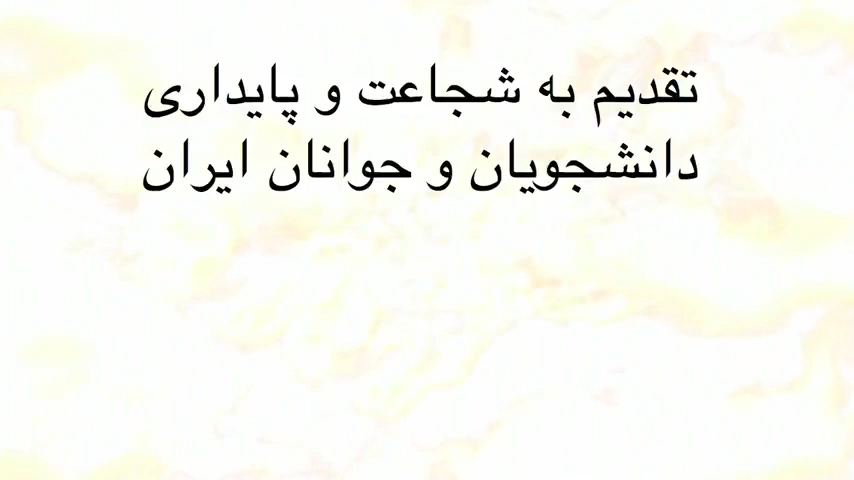 تقدیم به شجاعت و پایداری
دانشجویان و جوانان ایران